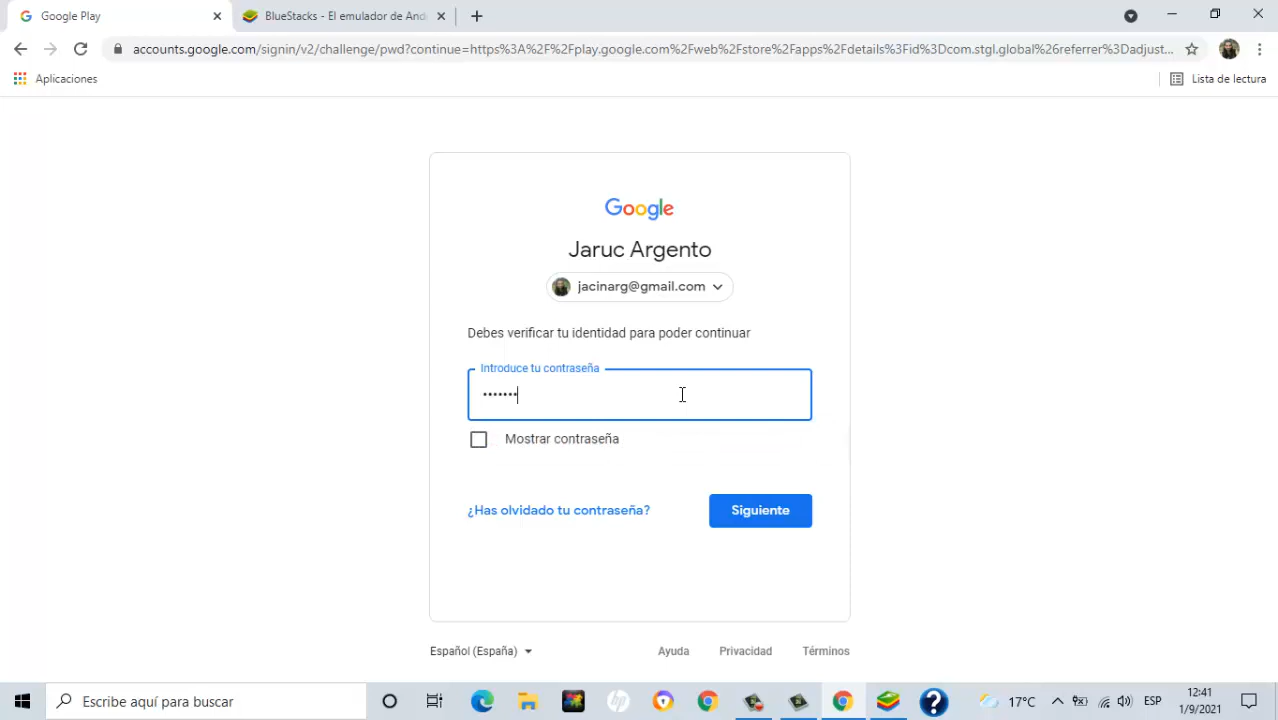 Google Play
BlueStacks - El emulador de And
accounts.google.com/signin/v2/challenge/pwd?continue=https%3A%2F%2Fplay.google.com%2Fweb%2Fstore%2Fapps%2Fdetails%3Fid%3Dcom.stgl.global%26referrer%3Dadjust...
Aplicaciones
Lista de lectura
Google
Jaruc Argento
jacinarg@gmail.com
Debes verificar tu identidad para poder continuar
Introduce tu contraseña
•••••••
Mostrar contraseña
¿Has olvidado tu contraseña?
Siguiente
Español (España)
Ayuda
Privacidad
Términos
Escribe aquí para buscar
hp
?
17°C
ESP
12:41
1/9/2021